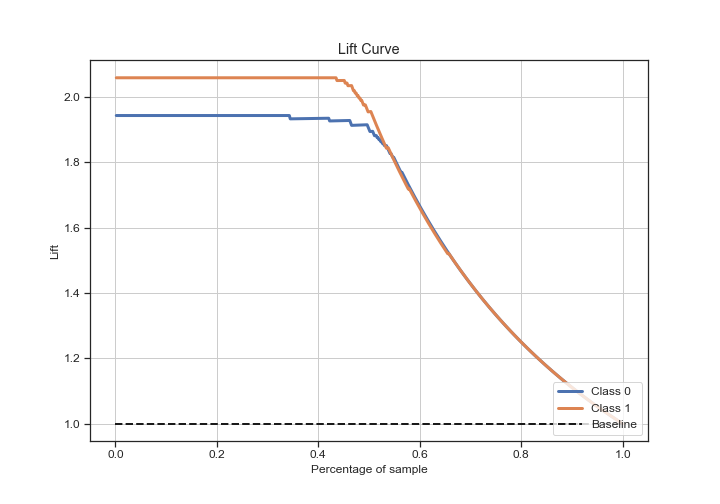 Lift Curve
Lift
2.0
1.8
1.6
1.4
1.2
1.0
0.0
0.2
0.4
0.6
0.8
1.0
Percentage of sample
Class 0
Class 1
Baseline